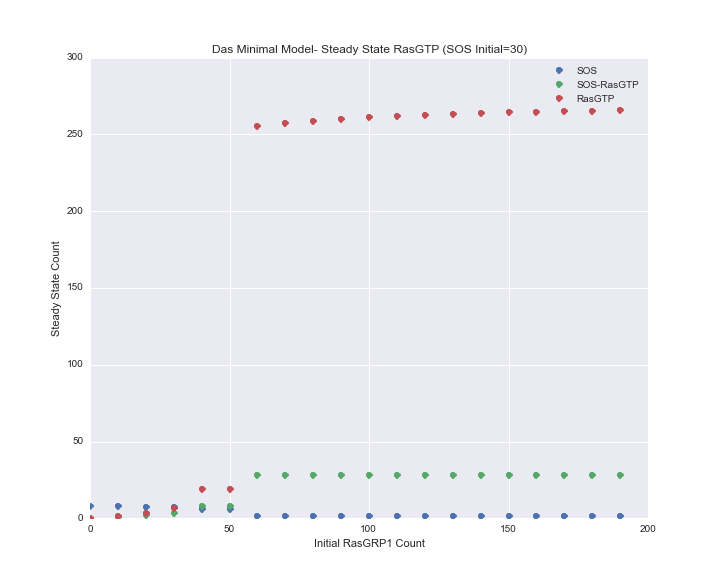 Das Minimal Model- Steady State RasGTP (SOS Initial=30)
300
SOS
SOS-RasGTP
RasGTP
250
200
150
100
50
0
Steady State Count
0 50 100 150 200
Initial RasGRP1 Count